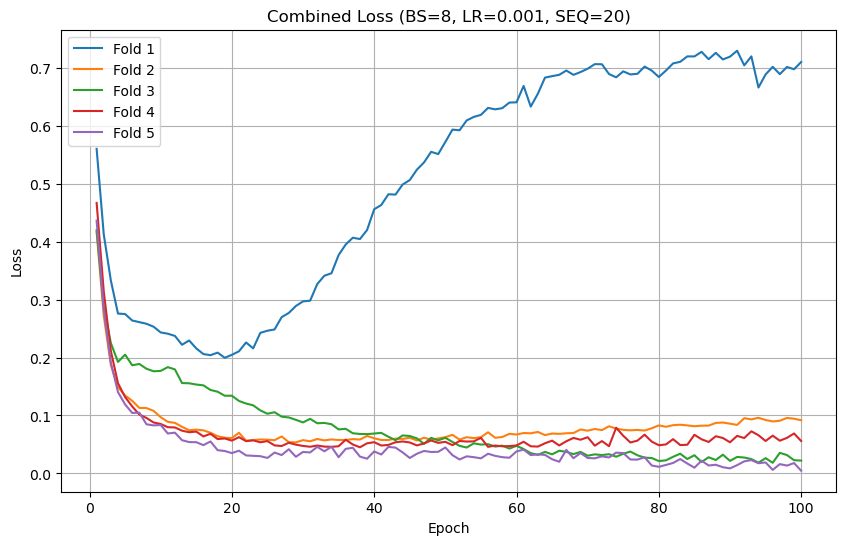 Combined Loss (BS=8, LR=0.001, SEQ=20)
Fold 1
Fold 2
Fold 3
Fold 4
Fold 5
Loss
0.7
0.6
0.5
0.4
0.3
0.2
0.1
0.0
0 20 40 60 80 100
Epoch